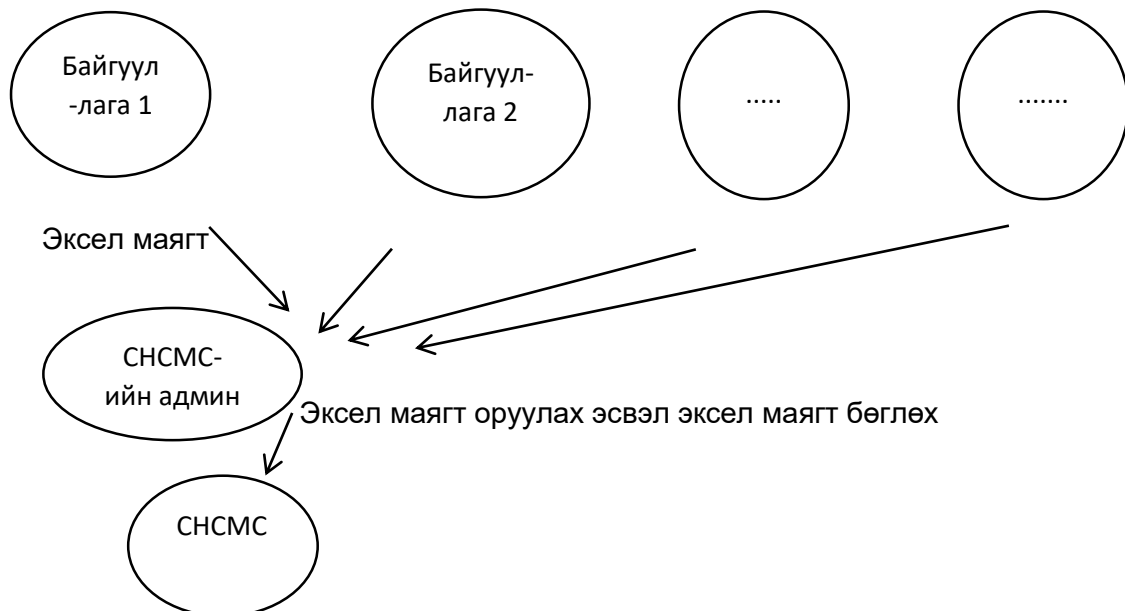 Байгуул
-лага 1
Байгуул-
лага 2
.....
.......
Эксел маягт
СНСМС-
ийн админ
Эксел маягт оруулах эсвэл эксел маягт бөглөх
СНСМС